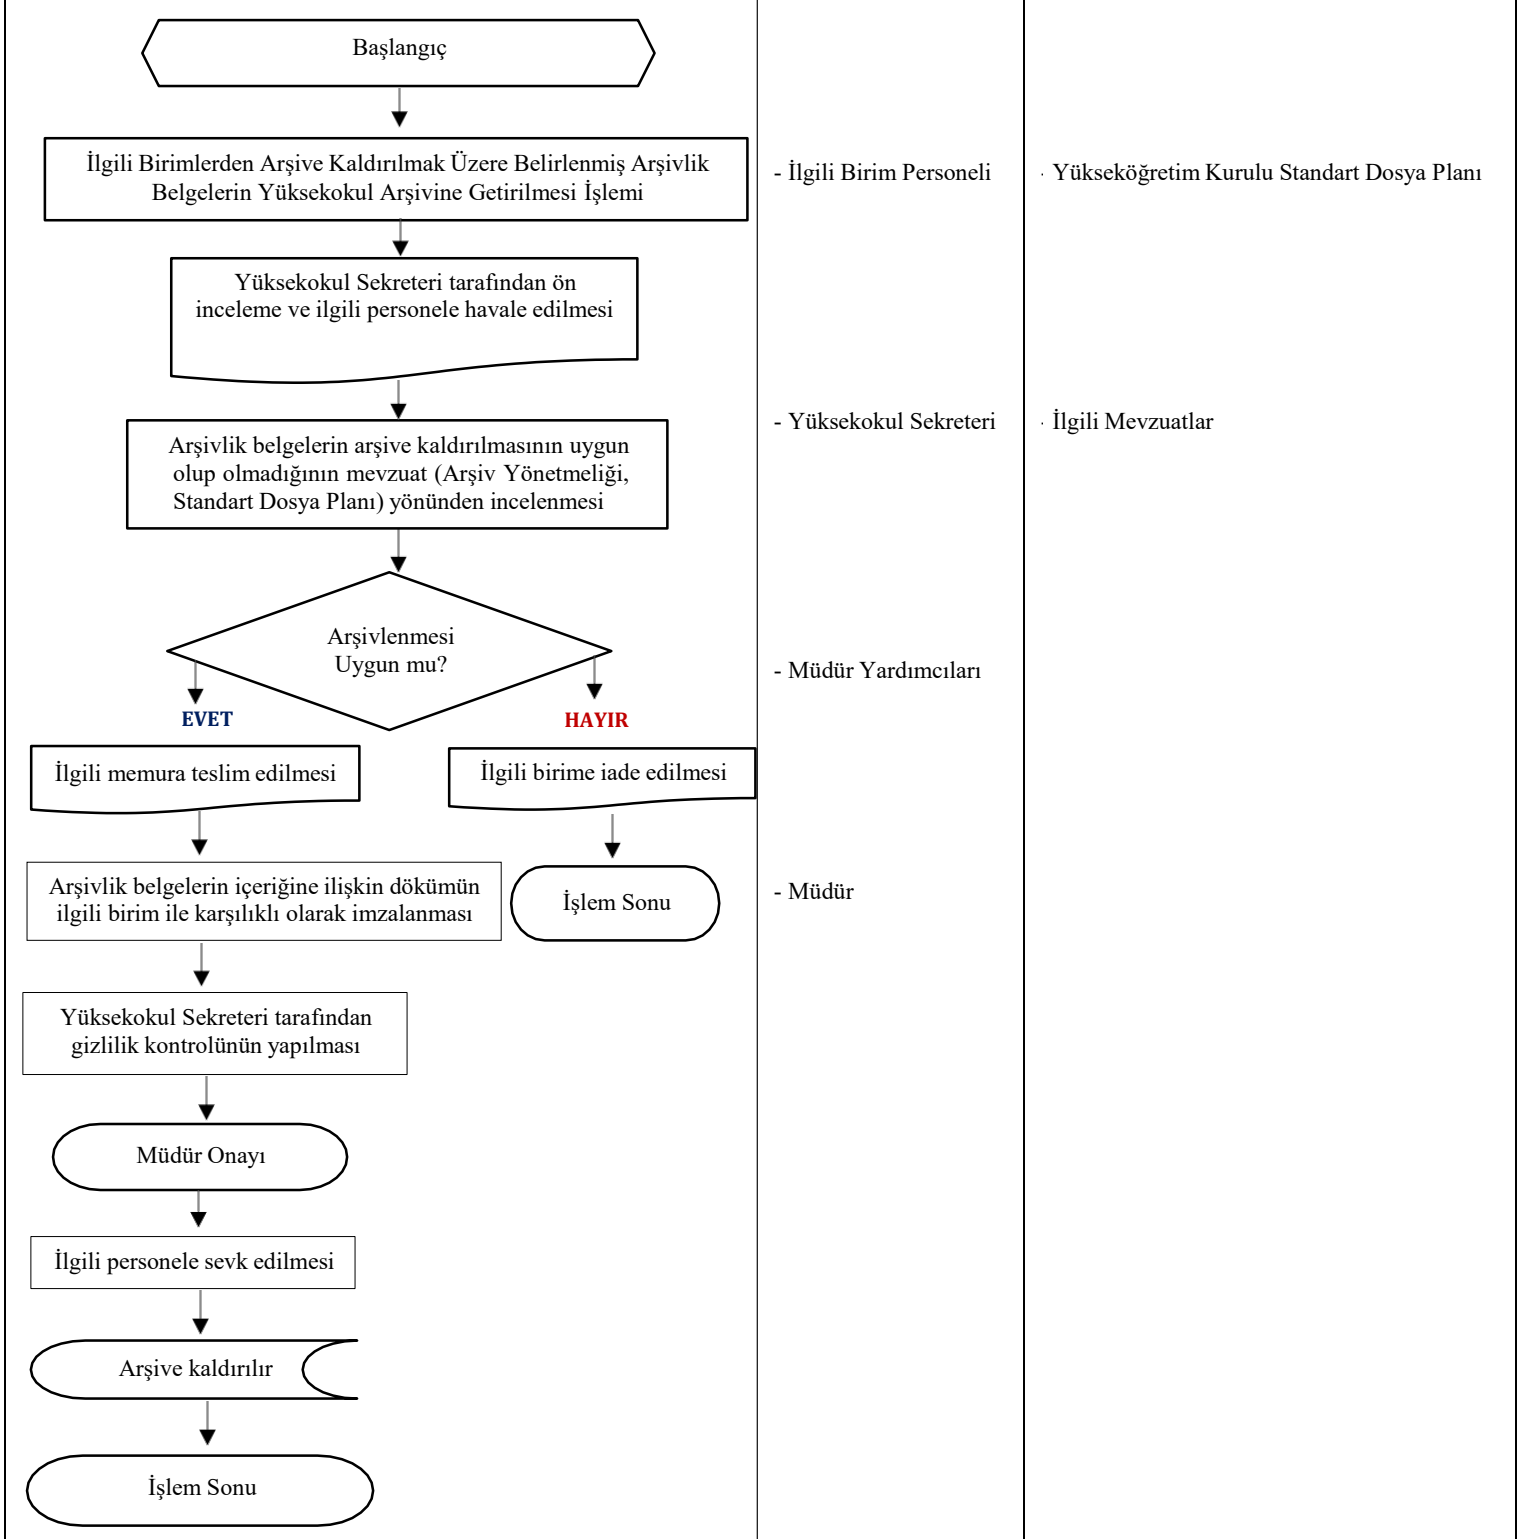 Başlangıç
İlgili Birimlerden Arşive Kaldırılmak Üzere Belirlenmiş Arşivlik
Belgelerin Yüksekokul Arşivine Getirilmesi İşlemi
- İlgili Birim Personeli
· Yükseköğretim Kurulu Standart Dosya Planı
Yüksekokul Sekreteri tarafından ön
inceleme ve ilgili personele havale edilmesi
Arşivlik belgelerin arşive kaldırılmasının uygun
olup olmadığının mevzuat (Arşiv Yönetmeliği,
Standart Dosya Planı) yönünden incelenmesi
- Yüksekokul Sekreteri
· İlgili Mevzuatlar
Arşivlenmesi
Uygun mu?
- Müdür Yardımcıları
EVET
HAYIR
İlgili memura teslim edilmesi
İlgili birime iade edilmesi
Arşivlik belgelerin içeriğine ilişkin dökümün
ilgili birim ile karşılıklı olarak imzalanması
İşlem Sonu
- Müdür
Yüksekokul Sekreteri tarafından
gizlilik kontrolünün yapılması
Müdür Onayı
İlgili personele sevk edilmesi
Arşive kaldırılır
İşlem Sonu